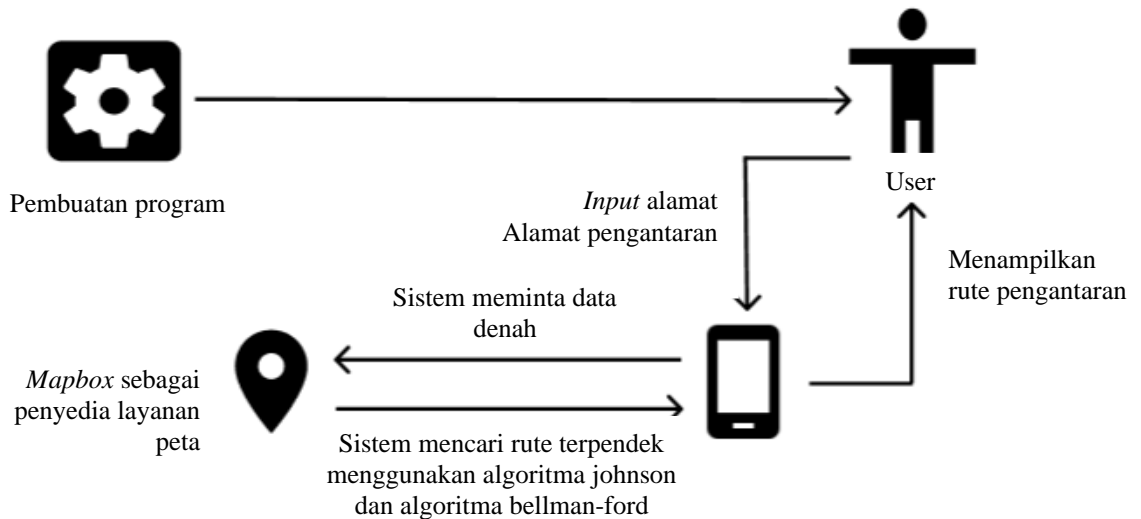 Pembuatan program
User
Input alamat
Alamat pengantaran
Menampilkan
rute pengantaran
Sistem meminta data
denah
Mapbox sebagai
penyedia layanan
peta
Sistem mencari rute terpendek
menggunakan algoritma johnson
dan algoritma bellman-ford